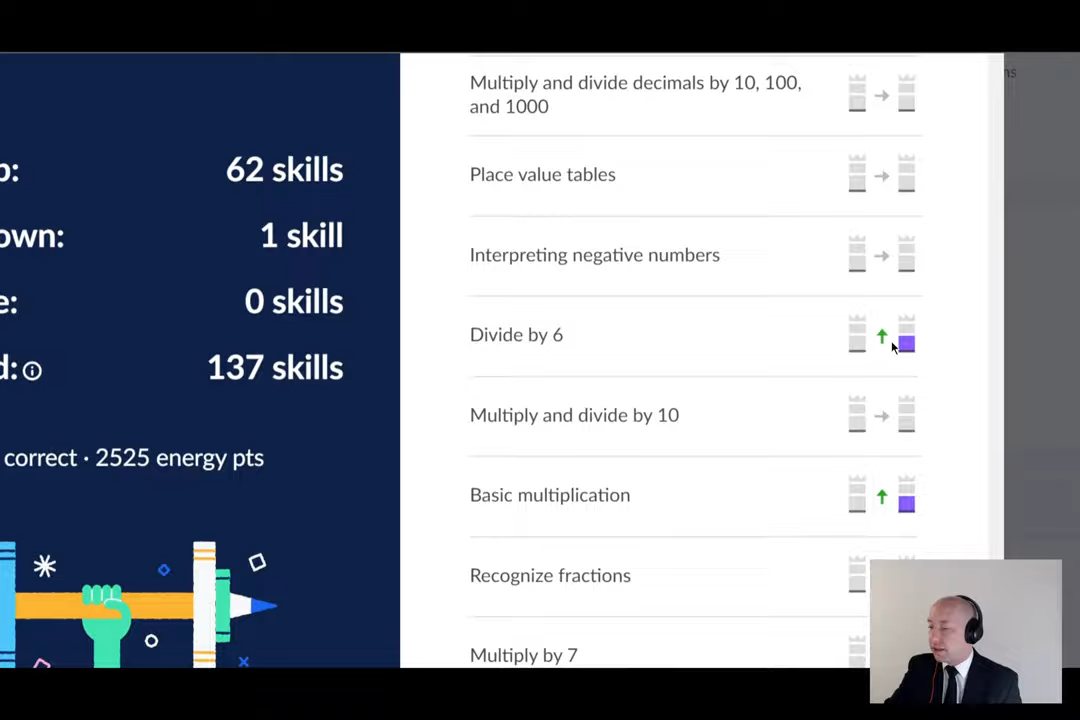 ns
Multiply and divide decimals by 10, 100,
and 1000
p:
62 skills
Place value tables
own:
1 skill
Interpreting negative numbers
e:
0 skills
Divide by 6
d:
137 skills
Multiply and divide by 10
correct · 2525 energy pts
Basic multiplication
Recognize fractions
Multiply by 7